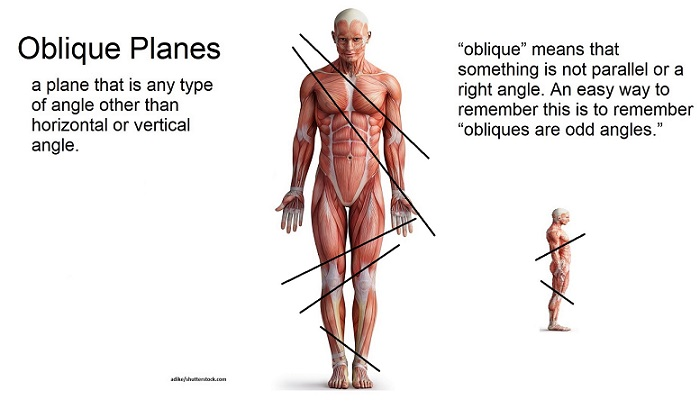 Oblique Planes
a plane that is any type
of angle other than
horizontal or vertical
angle.
“oblique” means that
something is not parallel or a
right angle. An easy way to
remember this is to remember
“obliques are odd angles.”
adike/shutterstock.com